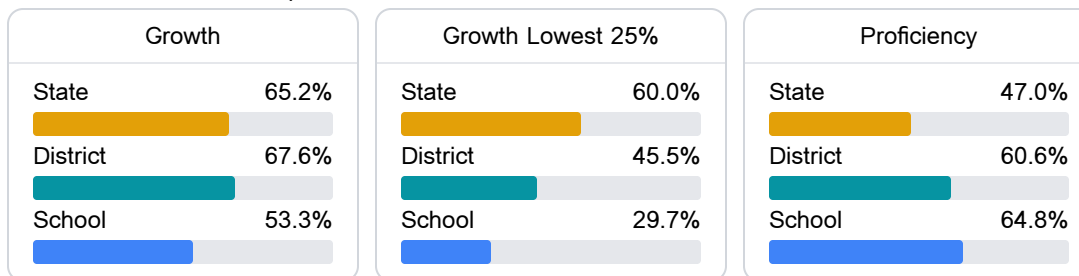 Growth
State 65.2%
District 67.6%
School 53.3%
Growth Lowest 25%
State 60.0%
District 45.5%
School 29.7%
Proficiency
State 47.0%
District 60.6%
School 64.8%